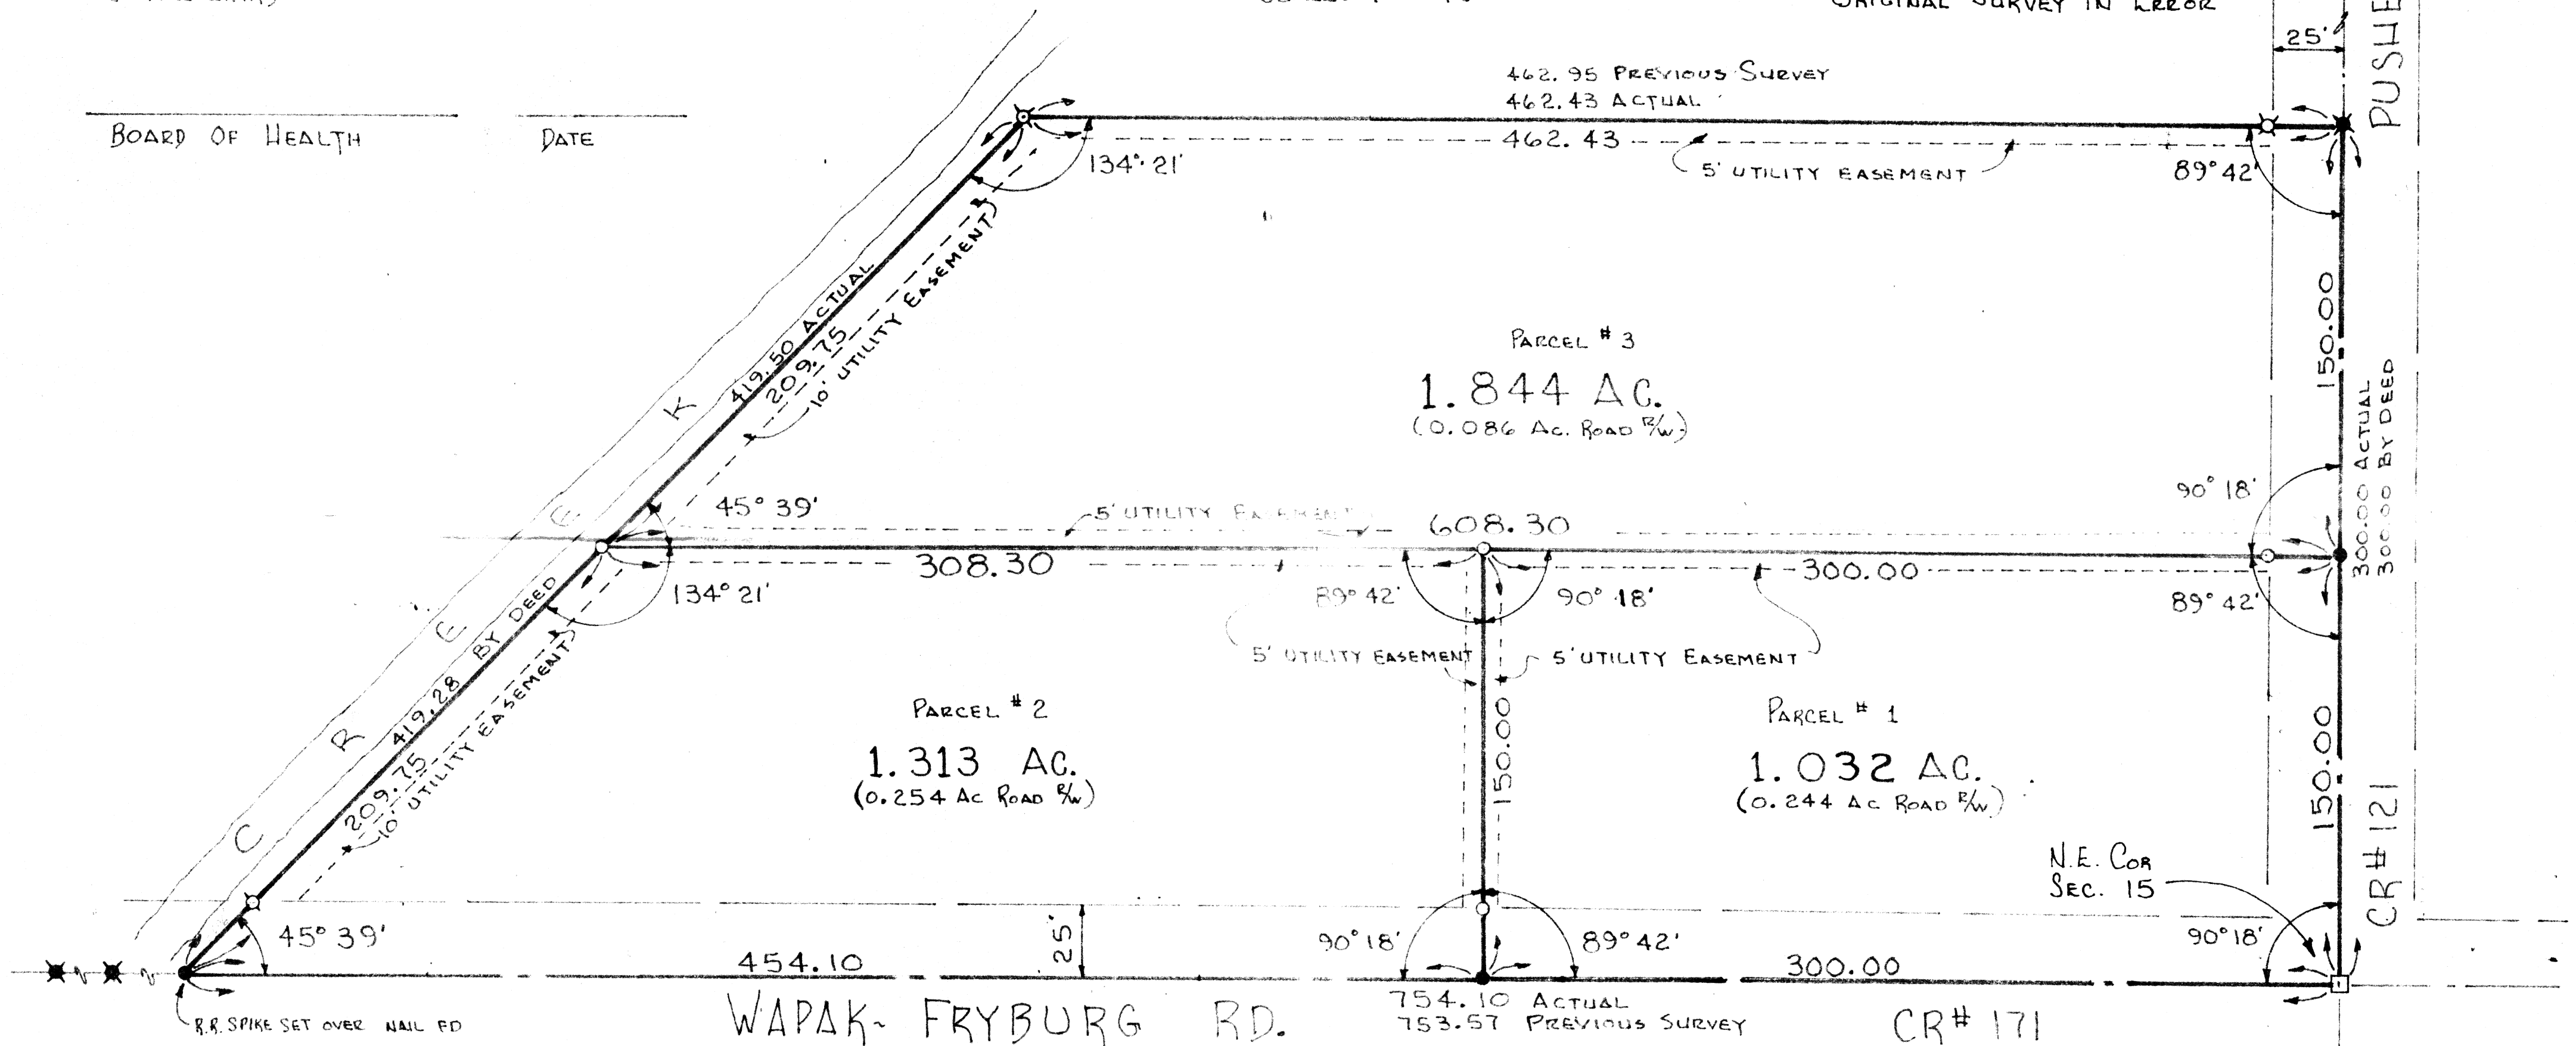 ORIGINAL SURVEY IN ERROR
25'
PUSHE
462.95 PREVIOUS SURVEY
462.43 ACTUAL
BOARD OF HEALTH
DATE
462.43
134° 21'
5' UTILITY EASEMENT
89° 42'
419.50 ACTUAL
209.75
10' UTILITY EASEMENT
150.00
PARCEL # 3
1.844 AC.
(0.086 AC. ROAD R/W)
300.00 ACTUAL
300.00 BY DEED
90° 18'
45° 39'
5' UTILITY EASEMENT
608.30
308.30
300.00
134° 21'
89° 42'
90° 18'
89° 42'
5' UTILITY EASEMENT
5' UTILITY EASEMENT
CREEK
419.28 BY DEED
209.75
10' UTILITY EASEMENT
150.00
150.00
PARCEL # 2
1.313 AC.
(0.254 AC ROAD R/W)
PARCEL # 1
1.032 AC.
(0.244 AC ROAD R/W)
N.E. COR
SEC. 15
CR# 121
45° 39'
25'
90° 18'
89° 42'
90° 18'
454.10
300.00
R.R. SPIKE SET OVER NAIL FD
WAPAK- FRYBURG RD.
754.10 ACTUAL
753.57 PREVIOUS SURVEY
CR# 171